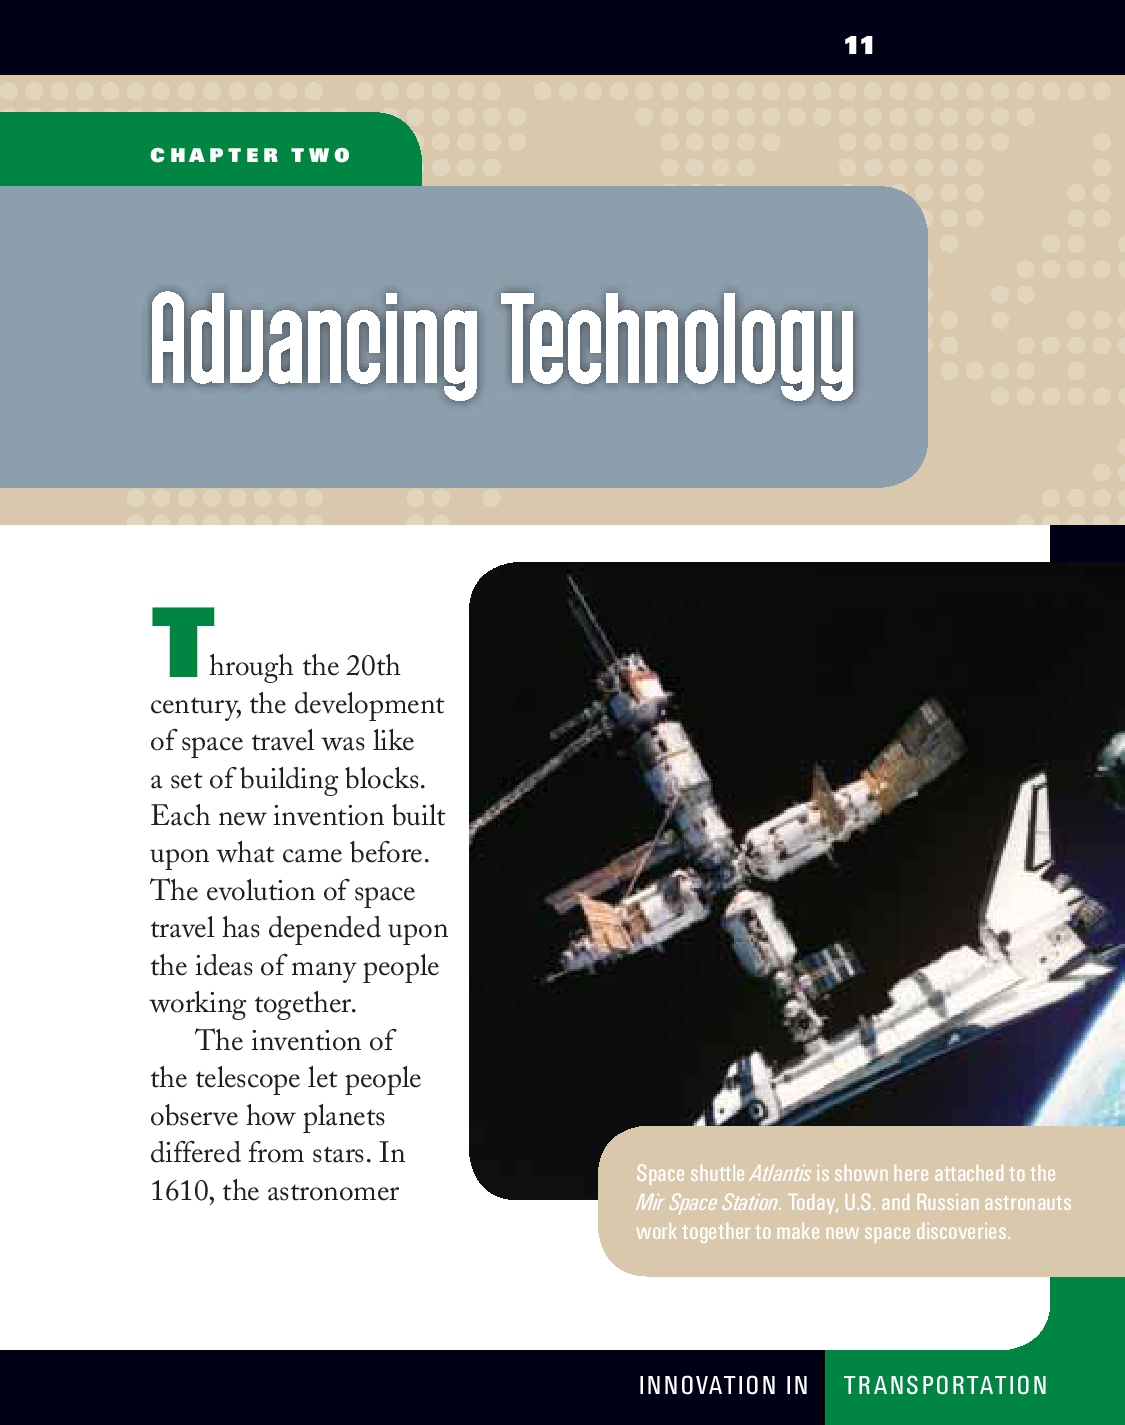 11
CHAPTER TWO
Advancing Technology
Through the 20th
century, the development
of space travel was like
a set of building blocks.
Each new invention built
upon what came before.
The evolution of space
travel has depended upon
the ideas of many people
working together.
The invention of
the telescope let people
observe how planets
differed from stars. In
1610, the astronomer
Space shuttle Atlantis is shown here attached to the
Mir Space Station. Today, U.S. and Russian astronauts
work together to make new space discoveries.
INNOVATION IN TRANSPORTATION